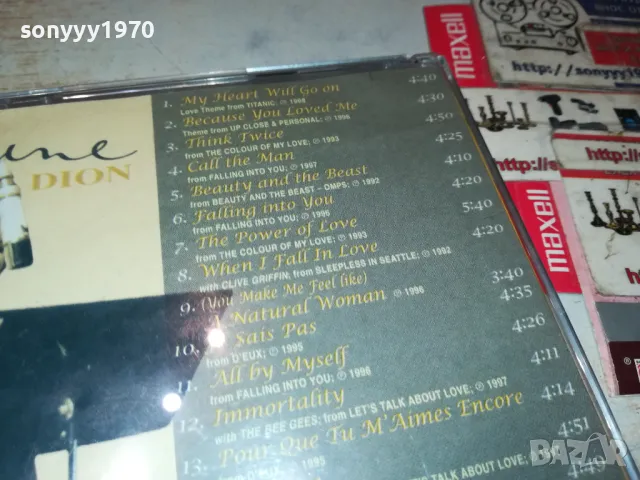 sonyyy1970
une
DION
1. My Heart Will Go on 4:40
Love Theme from TITANIC; ℗ 1998
2. Because You Loved Me 4:30
Theme from UP CLOSE & PERSONAL; ℗ 1996
3. Think Twice 4:50
from THE COLOUR OF MY LOVE; ℗ 1993
4. Call the Man 4:25
from FALLING INTO YOU; ℗ 1997
5. Beauty and the Beast 4:10
from BEAUTY AND THE BEAST - OMPS; ℗ 1992
6. Falling into You 4:20
from FALLING INTO YOU; ℗ 1996
7. The Power of Love 5:40
from THE COLOUR OF MY LOVE; ℗ 1993
8. When I Fall In Love 4:20
with CLIVE GRIFFIN; from SLEEPLESS IN SEATTLE; ℗ 1992
9. (You Make Me Feel like) 3:40
A Natural Woman ℗ 1996 4:35
10. Sais Pas
from D'EUX; ℗ 1995 4:26
11. All by Myself
from FALLING INTO YOU; ℗ 1996 4:11
12. Immortality
with THE BEE GEES; from LET'S TALK ABOUT LOVE; ℗ 1997 4:14
13. Pour Que Tu M'Aimes Encore 4:51
1995
'S TALK ABOUT LOVE;
4:49
maxell
http://sonyyy
http://s
maxell
http://so
bazar